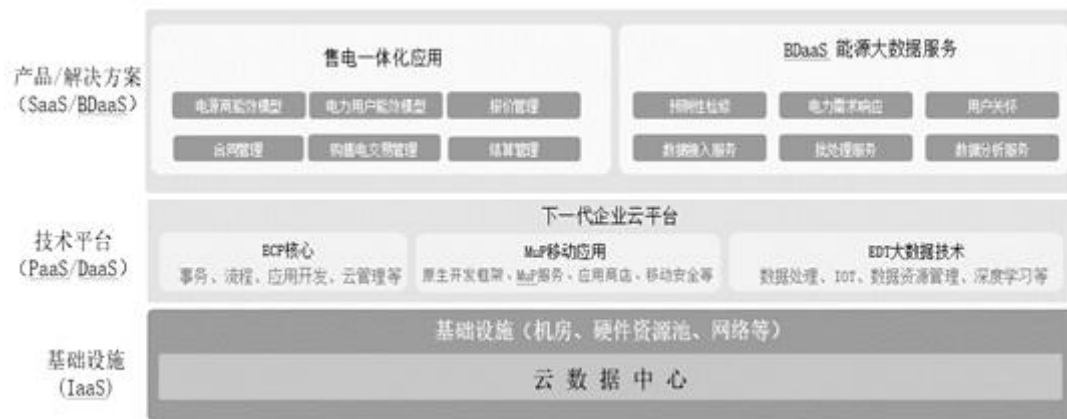 产品/解决方案
（SaaS/BDaaS）
售电一体化应用
电源商能效模型
电力用户能效模型
报价管理
合同管理
购售电交易管理
结算管理
BDaaS 能源大数据服务
预测性检修
电力需求响应
用户关怀
数据接入服务
批处理服务
数据分析服务
技术平台
（PaaS/DaaS）
下一代企业云平台
ECP核心
事务、流程、应用开发、云管理等
MuP移动应用
原生开发框架、MuP服务、应用商店、移动安全等
EDT大数据技术
数据处理、IOT、数据资源管理、深度学习等
基础设施
(IaaS)
基础设施（机房、硬件资源池、网络等）
云数据中心